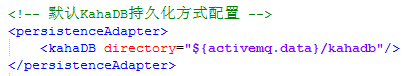 <!-- 默认KahaDB持久化方式配置 -->
<persistenceAdapter>
<kahaDB directory="${activemq.data}/kahadb"/>
</persistenceAdapter>